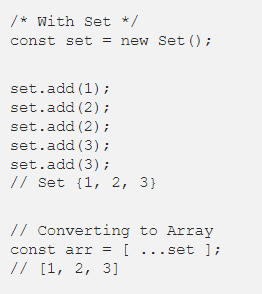 /* With Set */
const set = new Set();
set.add(1);
set.add(2);
set.add(2);
set.add(3);
set.add(3);
// Set {1, 2, 3}
// Converting to Array
const arr = [ ...set ];
// [1, 2, 3]